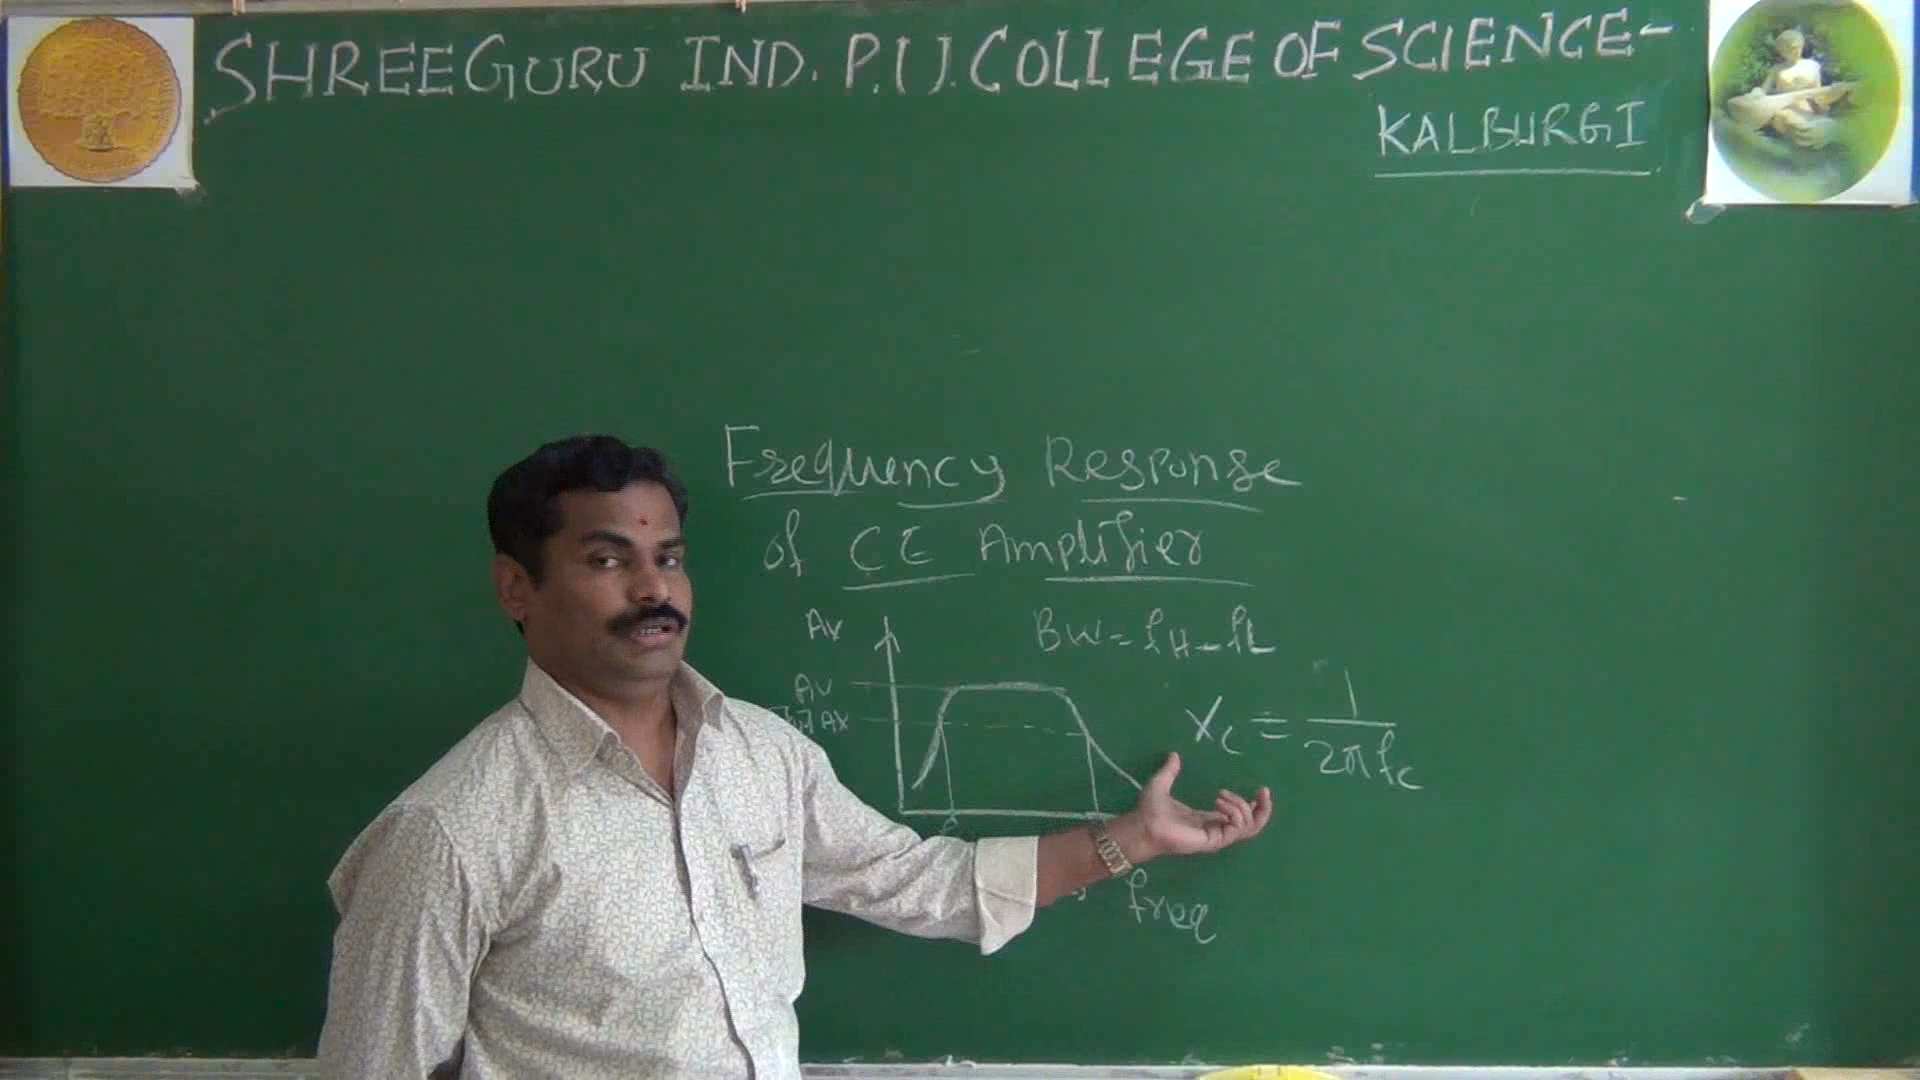 SHREEGURU IND. P.U.COLLEGE OF SCIENCE-
KALBURGI
Frequency Response
of CE Amplifier
Av
BW = fH - fL
Av
Xc = 1
2πfc
freq